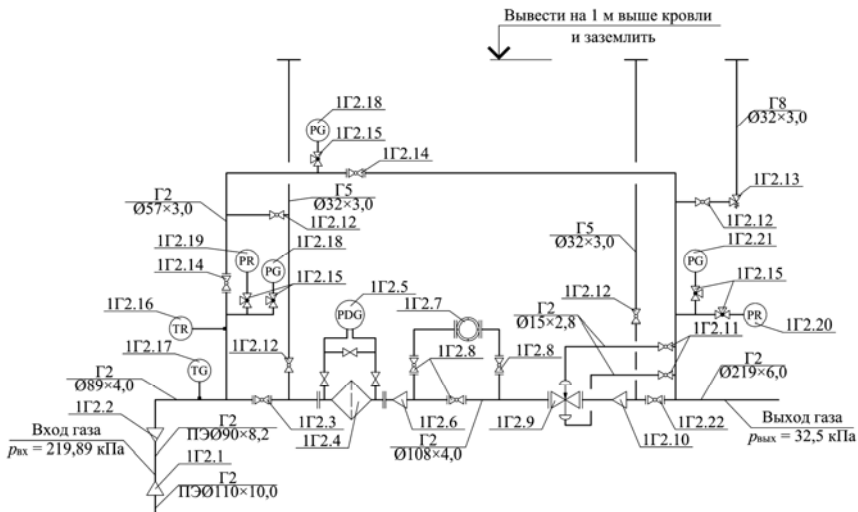 Вывести на 1 м выше кровли
и заземлить
1Г2.18
PG
1Г2.15
1Г2.14
Г8
Ø32×3,0
1Г2.13
1Г2.12
Г2
Ø57×3,0
Г5
Ø32×3,0
1Г2.12
1Г2.19
PR
1Г2.18
PG
1Г2.14
1Г2.15
Г5
Ø32×3,0
1Г2.21
PG
1Г2.15
1Г2.16
TR
1Г2.5
PDG
1Г2.7
1Г2.12
PR
1Г2.20
1Г2.17
TG
1Г2.12
Г2
Ø15×2,8
1Г2.11
1Г2.8
1Г2.8
Г2
Ø89×4,0
Г2
Ø219×6,0
1Г2.2
1Г2.3
1Г2.4
1Г2.6
Г2
Ø108×4,0
1Г2.9
1Г2.10
1Г2.22
Вход газа
pвх = 219,89 кПа
Г2
ПЭØ90×8,2
Выход газа
pвых = 32,5 кПа
1Г2.1
Г2
ПЭØ110×10,0